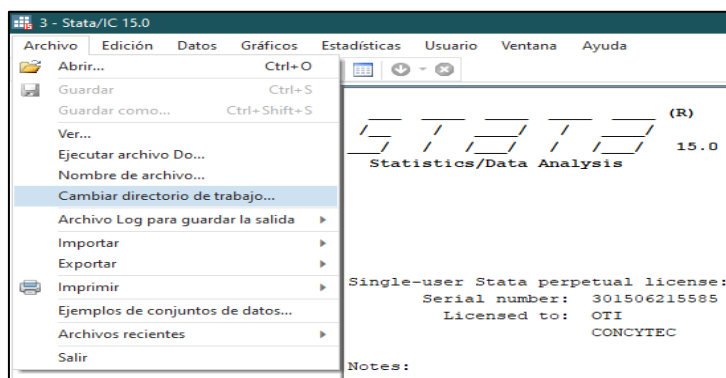 3 - Stata/IC 15.0
Archivo Edición Datos Gráficos Estadísticas Usuario Ventana Ayuda
Abrir... Ctrl+O
Guardar Ctrl+S
Guardar como... Ctrl+Shift+S
Ver...
Ejecutar archivo Do...
Nombre de archivo...
Cambiar directorio de trabajo...
Archivo Log para guardar la salida
Importar
Exportar
Imprimir
Ejemplos de conjuntos de datos...
Archivos recientes
Salir
(R)
STATA 15.0
Statistics/Data Analysis
Single-user Stata perpetual license:
Serial number: 301506215585
Licensed to: OTI
CONCYTEC
Notes: